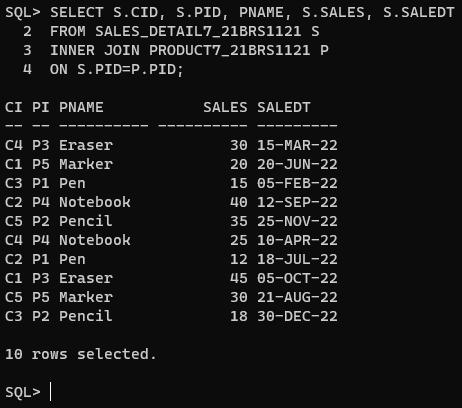 SQL> SELECT S.CID, S.PID, PNAME, S.SALES, S.SALEDT
  2  FROM SALES_DETAIL7_21BRS1121 S
  3  INNER JOIN PRODUCT7_21BRS1121 P
  4  ON S.PID=P.PID;

CI PI PNAME           SALES SALEDT
-- -- ---------- ---------- ---------
C4 P3 Eraser             30 15-MAR-22
C1 P5 Marker             20 20-JUN-22
C3 P1 Pen                15 05-FEB-22
C2 P4 Notebook           40 12-SEP-22
C5 P2 Pencil             35 25-NOV-22
C4 P4 Notebook           25 10-APR-22
C2 P1 Pen                12 18-JUL-22
C1 P3 Eraser             45 05-OCT-22
C5 P5 Marker             30 21-AUG-22
C3 P2 Pencil             18 30-DEC-22

10 rows selected.

SQL>